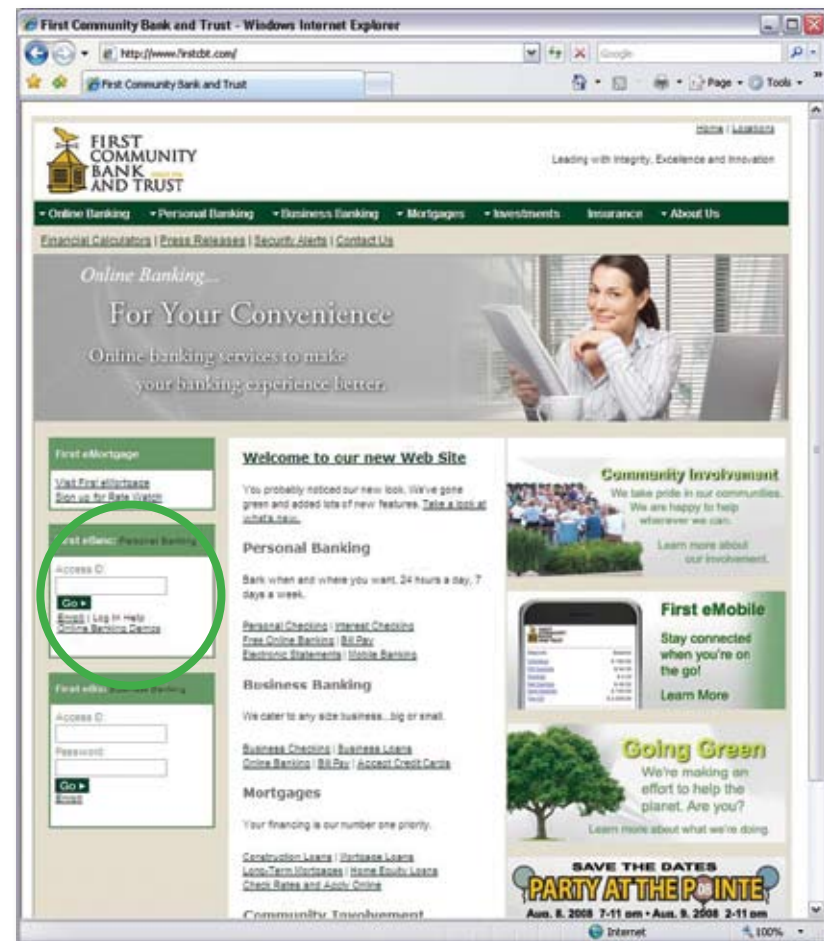 First Community Bank and Trust - Windows Internet Explorer
http://www.firstcbt.com/
Google
First Community Bank and Trust
Page
Tools
Home | Locations
FIRST
COMMUNITY
BANK
AND TRUST
Leading with Integrity, Excellence and Innovation
Online Banking
Personal Banking
Business Banking
Mortgages
Investments
Insurance
About Us
Financial Calculators | Press Releases | Security Alerts | Contact Us
Online Banking...
For Your Convenience
Online banking services to make
your banking experience better.
First eMortgage
Visit First eMortgage
Sign up for Rate Watch
First eBanc: Personal Banking
Access ID:
Go
Enroll | Log In Help
Online Banking Demos
First eBiz: Business Banking
Access ID:
Password:
Go
Enroll
Welcome to our new Web Site
You probably noticed our new look. We've gone
green and added lots of new features. Take a look at
what's new.
Personal Banking
Bank when and where you want, 24 hours a day, 7
days a week.
Personal Checking | Interest Checking
Free Online Banking | Bill Pay
Electronic Statements | Mobile Banking
Business Banking
We cater to any size business...big or small.
Business Checking | Business Loans
Online Banking | Bill Pay | Accept Credit Cards
Mortgages
Your financing is our number one priority.
Construction Loans | Mortgage Loans
Long-Term Mortgages | Home Equity Loans
Check Rates and Apply Online
Community Involvement
Community Involvement
We take pride in our communities.
We are happy to help
wherever we can.
Learn more about
our involvement.
First eMobile
Stay connected
when you're on
the go!
Learn More
Going Green
We're making an
effort to help the
planet. Are you?
Learn more about what we're doing.
SAVE THE DATES
PARTY AT THE POINTE
08
Aug. 8, 2008 7-11 pm • Aug. 9, 2008 2-11 pm
Internet
100%